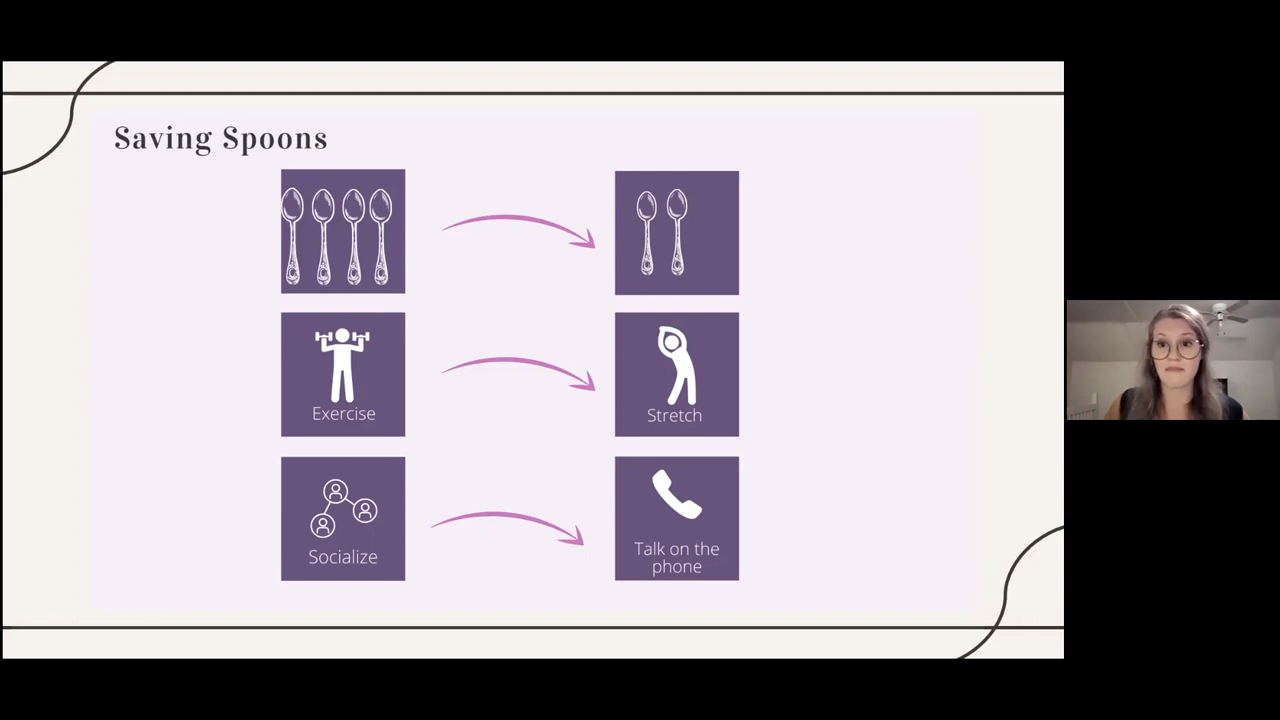 Saving Spoons
Exercise
Stretch
Socialize
Talk on the
phone